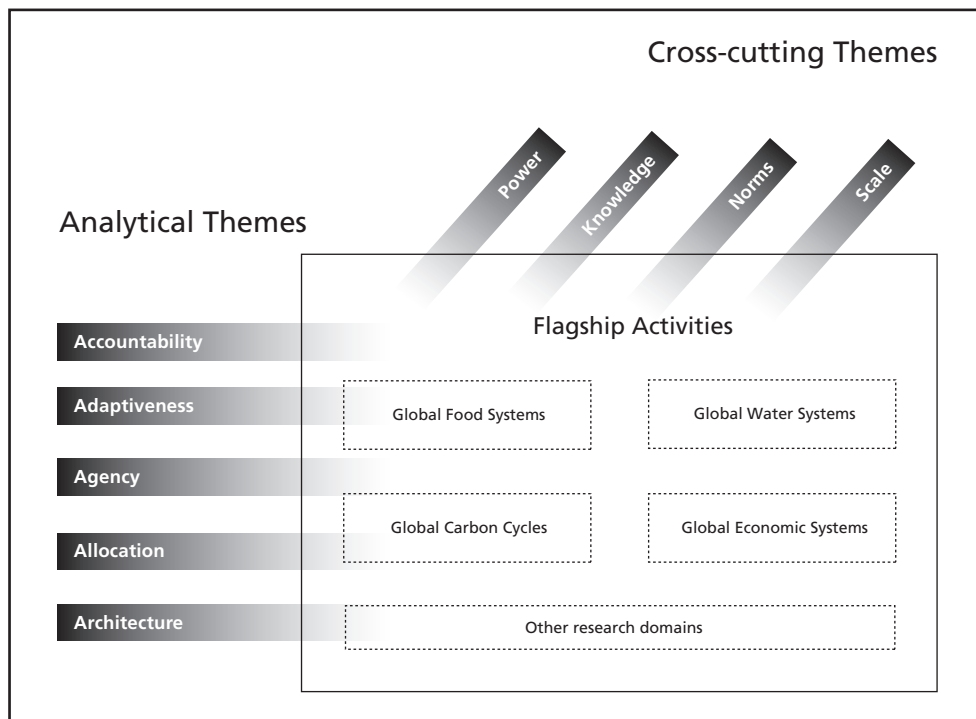 Cross-cutting Themes
Power
Knowledge
Norms
Scale
Analytical Themes
Flagship Activities
Accountability
Adaptiveness
Agency
Allocation
Architecture
Global Food Systems
Global Water Systems
Global Carbon Cycles
Global Economic Systems
Other research domains